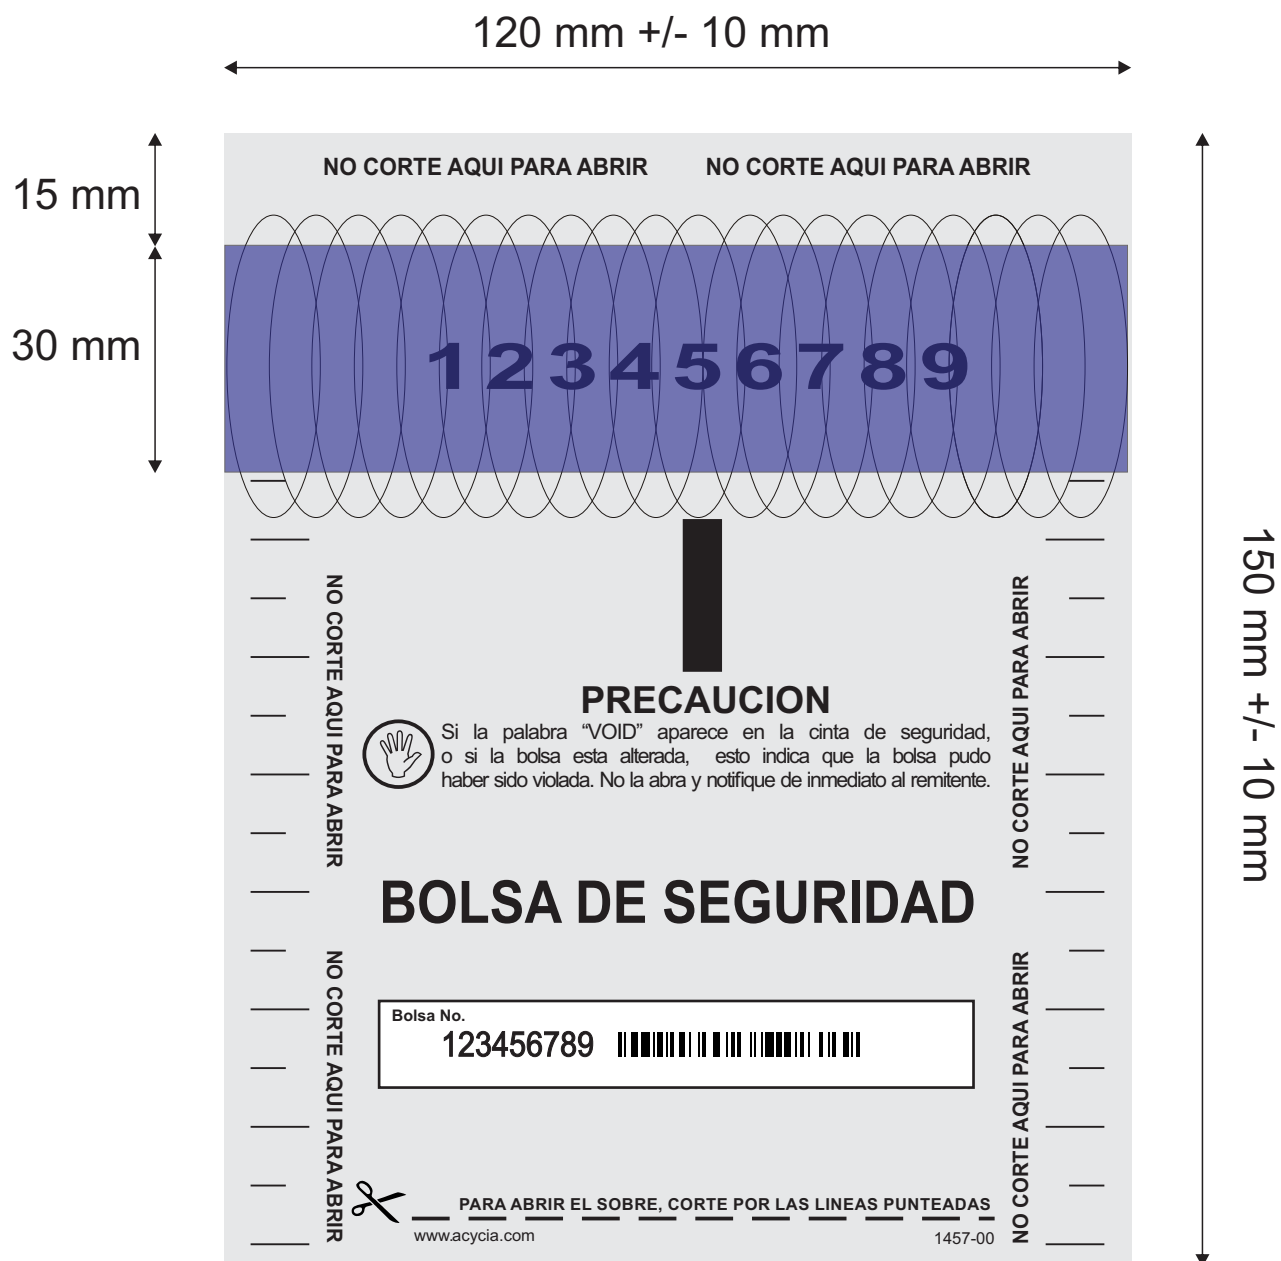 120 mm +/- 10 mm
15 mm
30 mm
150 mm +/- 10 mm
NO CORTE AQUI PARA ABRIR NO CORTE AQUI PARA ABRIR
123456789
NO CORTE AQUI PARA ABRIR
NO CORTE AQUI PARA ABRIR
PRECAUCION
Si la palabra “VOID” aparece en la cinta de seguridad,
o si la bolsa esta alterada, esto indica que la bolsa pudo
haber sido violada. No la abra y notifique de inmediato al remitente.
BOLSA DE SEGURIDAD
NO CORTE AQUI PARA ABRIR
NO CORTE AQUI PARA ABRIR
Bolsa No.
123456789
PARA ABRIR EL SOBRE, CORTE POR LAS LINEAS PUNTEADAS
www.acycia.com 1457-00